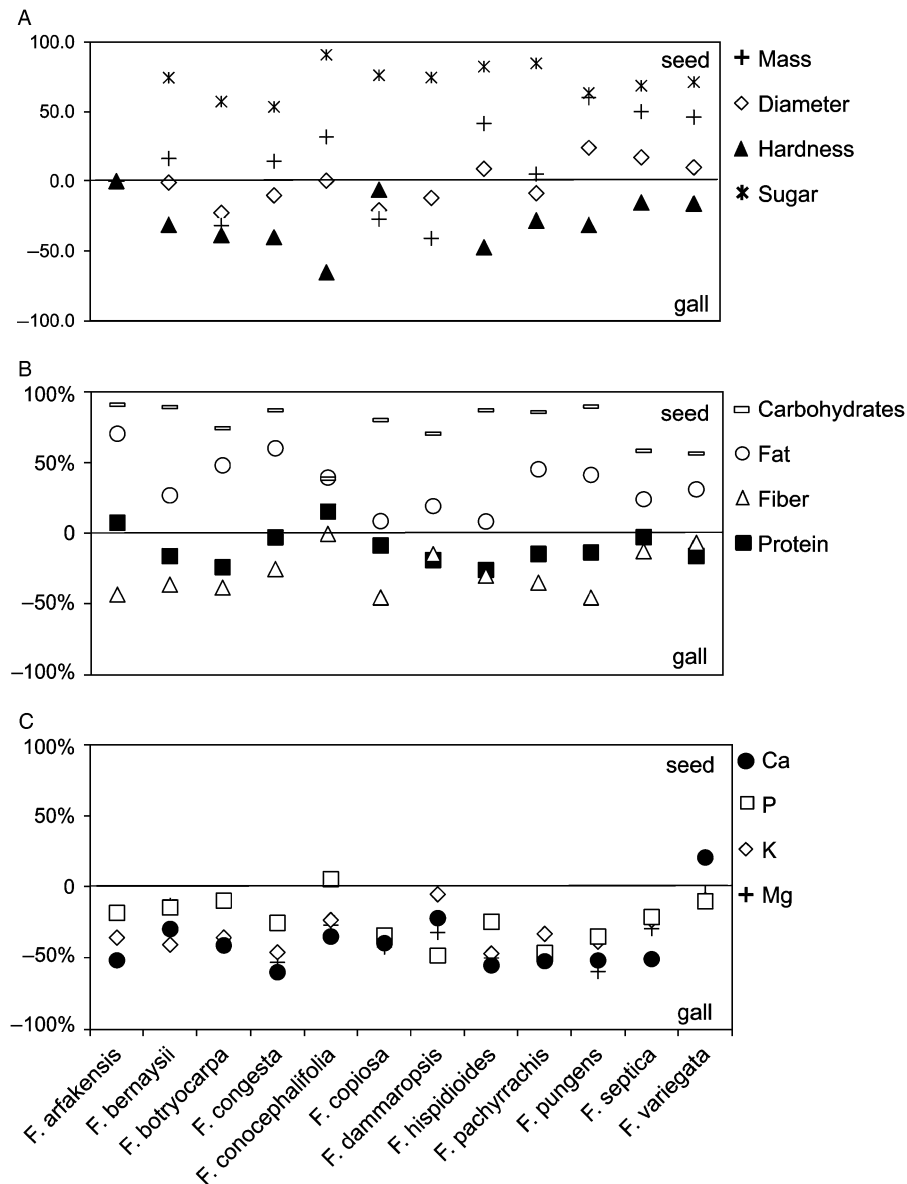 A
100.0
50.0
0.0
–50.0
–100.0
seed
gall
Mass
Diameter
Hardness
Sugar
B
100%
50%
0
–50%
–100%
seed
gall
Carbohydrates
Fat
Fiber
Protein
C
100%
50%
0
–50%
–100%
seed
gall
Ca
P
K
Mg
F. arfakensis
F. bernaysii
F. botryocarpa
F. congesta
F. conocephalifolia
F. copiosa
F. dammaropsis
F. hispidioides
F. pachyrrachis
F. pungens
F. septica
F. variegata